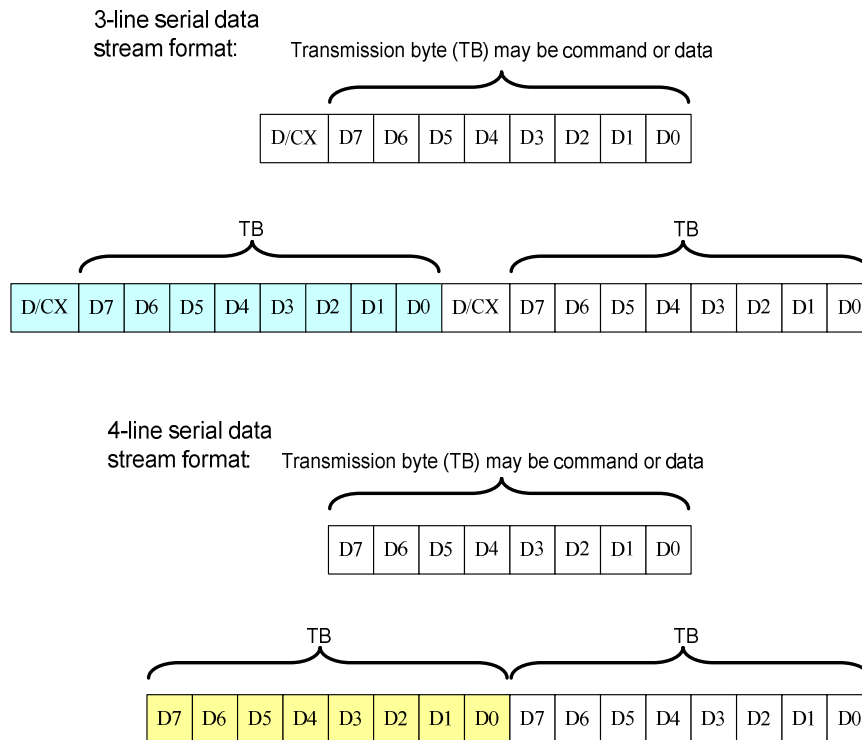 3-line serial data
stream format:
Transmission byte (TB) may be command or data
D/CX D7 D6 D5 D4 D3 D2 D1 D0
TB TB
D/CX D7 D6 D5 D4 D3 D2 D1 D0 D/CX D7 D6 D5 D4 D3 D2 D1 D0
4-line serial data
stream format:
Transmission byte (TB) may be command or data
D7 D6 D5 D4 D3 D2 D1 D0
TB TB
D7 D6 D5 D4 D3 D2 D1 D0 D7 D6 D5 D4 D3 D2 D1 D0